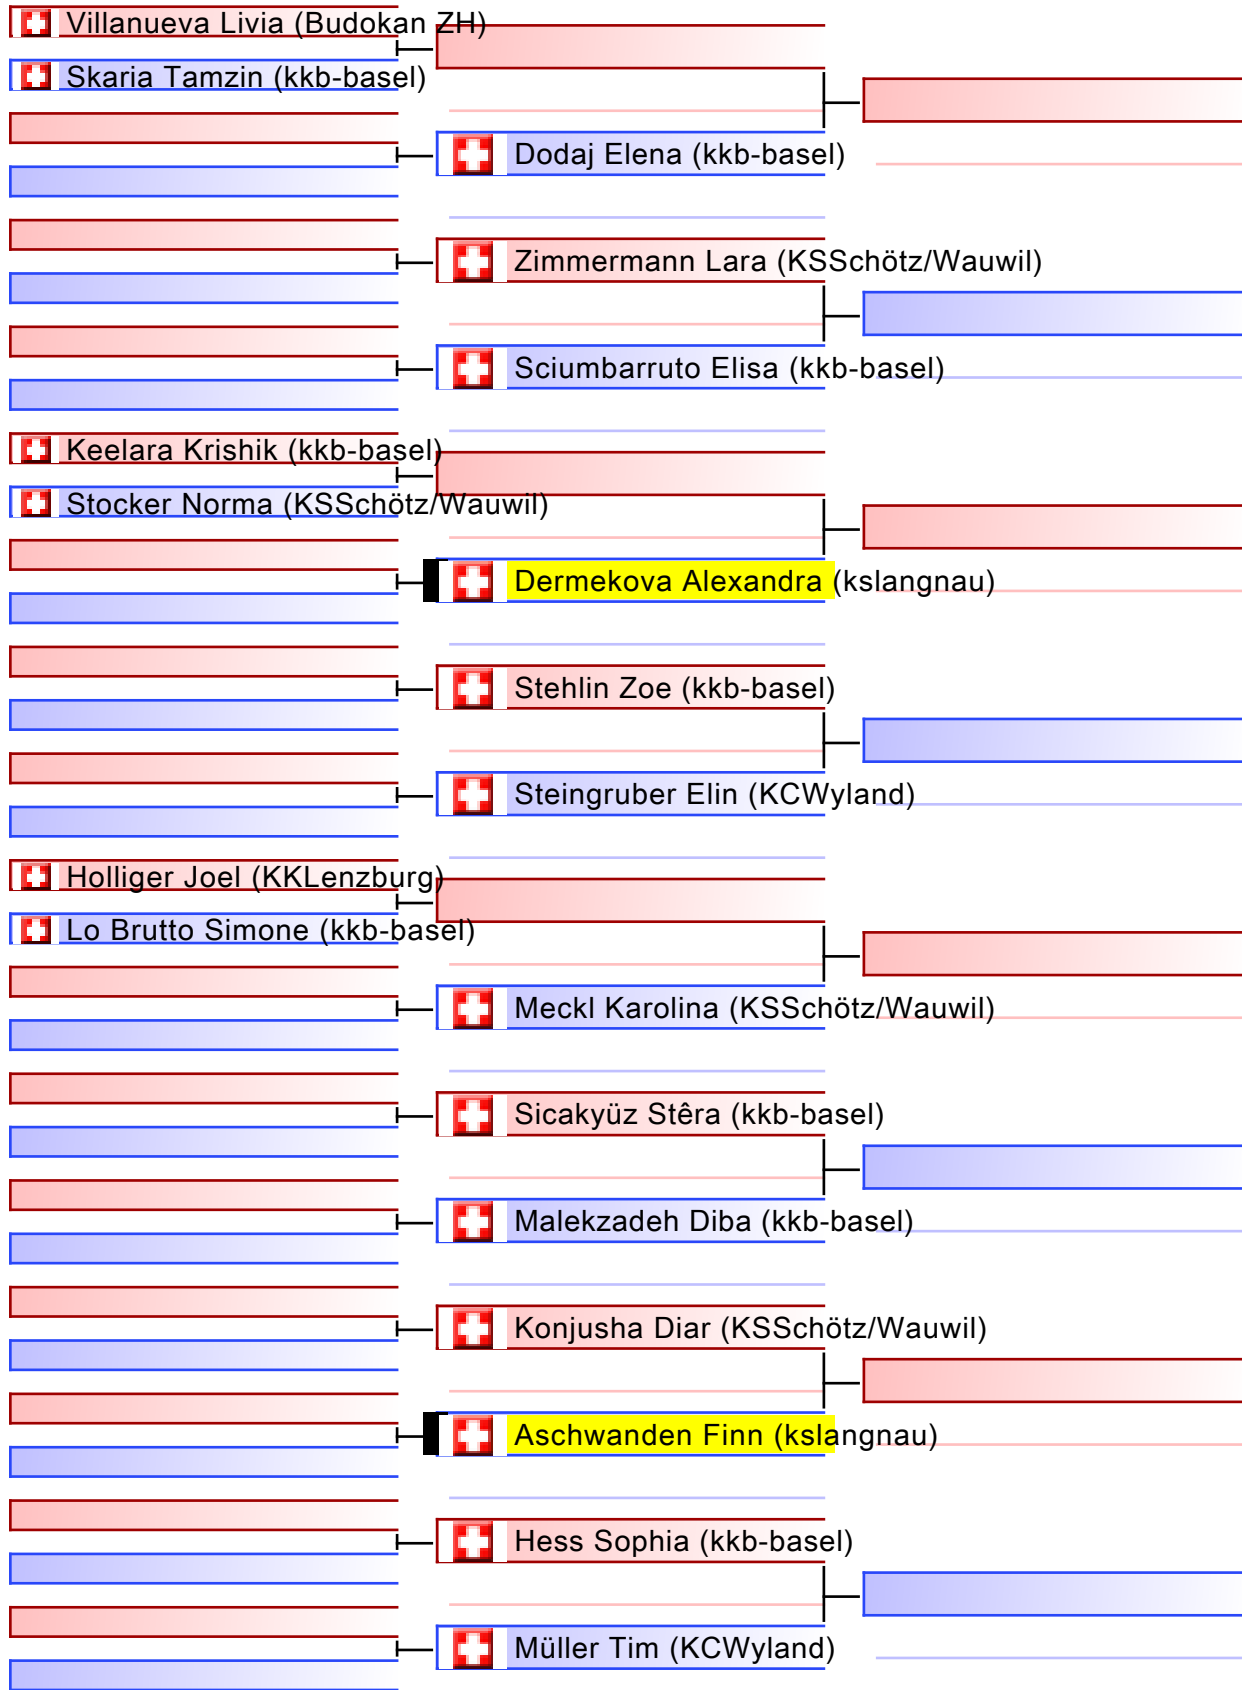 Villanueva Livia (Budokan ZH)
Skaria Tamzin (kkb-basel)
Dodaj Elena (kkb-basel)
Zimmermann Lara (KSSchötz/Wauwil)
Sciumbarruto Elisa (kkb-basel)
Keelara Krishik (kkb-basel)
Stocker Norma (KSSchötz/Wauwil)
Dermekova Alexandra (kslangnau)
Stehlin Zoe (kkb-basel)
Steingruber Elin (KCWyland)
Holliger Joel (KKLenzburg)
Lo Brutto Simone (kkb-basel)
Meckl Karolina (KSSchötz/Wauwil)
Sicakyüz Stêra (kkb-basel)
Malekzadeh Diba (kkb-basel)
Konjusha Diar (KSSchötz/Wauwil)
Aschwanden Finn (kslangnau)
Hess Sophia (kkb-basel)
Müller Tim (KCWyland)